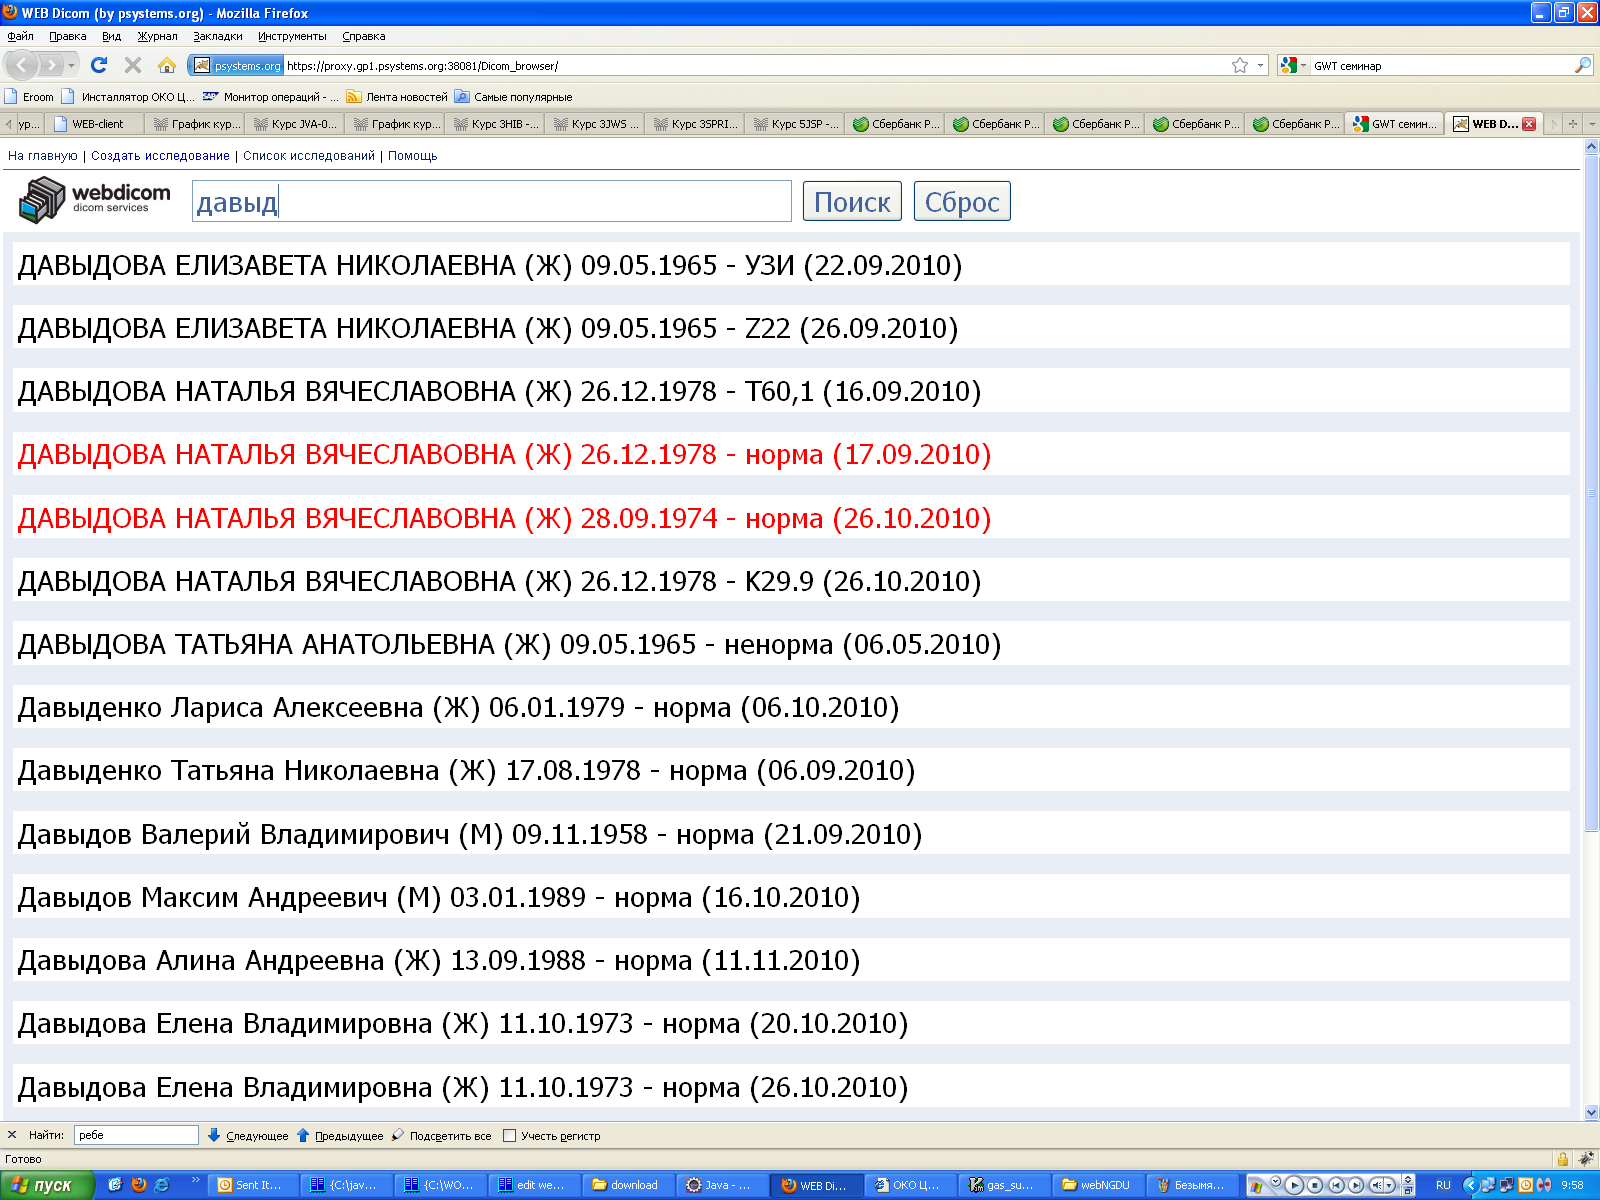 WEB Dicom (by psystems.org) - Mozilla Firefox
Файл Правка Вид Журнал Закладки Инструменты Справка
psystems.org https://proxy.gp1.psystems.org:38081/Dicom_browser/ GWT семинар
Eroom Инсталлятор ОКО Ц... Монитор операций - ... Лента новостей Самые популярные
ур... WEB-client График кур... Курс JVA-0... График кур... Курс 3HIB -... Курс 3JWS ... Курс 3SPRI... Курс 5JSP -... Сбербанк Р... Сбербанк Р... Сбербанк Р... Сбербанк Р... Сбербанк Р... GWT семин... WEB D...
На главную | Создать исследование | Список исследований | Помощь
webdicom
dicom services
давыд Поиск Сброс
ДАВЫДОВА ЕЛИЗАВЕТА НИКОЛАЕВНА (Ж) 09.05.1965 - УЗИ (22.09.2010)
ДАВЫДОВА ЕЛИЗАВЕТА НИКОЛАЕВНА (Ж) 09.05.1965 - Z22 (26.09.2010)
ДАВЫДОВА НАТАЛЬЯ ВЯЧЕСЛАВОВНА (Ж) 26.12.1978 - T60,1 (16.09.2010)
ДАВЫДОВА НАТАЛЬЯ ВЯЧЕСЛАВОВНА (Ж) 26.12.1978 - норма (17.09.2010)
ДАВЫДОВА НАТАЛЬЯ ВЯЧЕСЛАВОВНА (Ж) 28.09.1974 - норма (26.10.2010)
ДАВЫДОВА НАТАЛЬЯ ВЯЧЕСЛАВОВНА (Ж) 26.12.1978 - K29.9 (26.10.2010)
ДАВЫДОВА ТАТЬЯНА АНАТОЛЬЕВНА (Ж) 09.05.1965 - ненорма (06.05.2010)
Давыденко Лариса Алексеевна (Ж) 06.01.1979 - норма (06.10.2010)
Давыденко Татьяна Николаевна (Ж) 17.08.1978 - норма (06.09.2010)
Давыдов Валерий Владимирович (М) 09.11.1958 - норма (21.09.2010)
Давыдов Максим Андреевич (М) 03.01.1989 - норма (16.10.2010)
Давыдова Алина Андреевна (Ж) 13.09.1988 - норма (11.11.2010)
Давыдова Елена Владимировна (Ж) 11.10.1973 - норма (20.10.2010)
Давыдова Елена Владимировна (Ж) 11.10.1973 - норма (26.10.2010)
Найти: ребе Следующее Предыдущее Подсветить все Учесть регистр
Готово
пуск Sent It... {C:\jav... {C:\WO... edit we... download Java - ... WEB Di... ОКО Ц... gas_su... webNGDU Безымя... RU 9:58